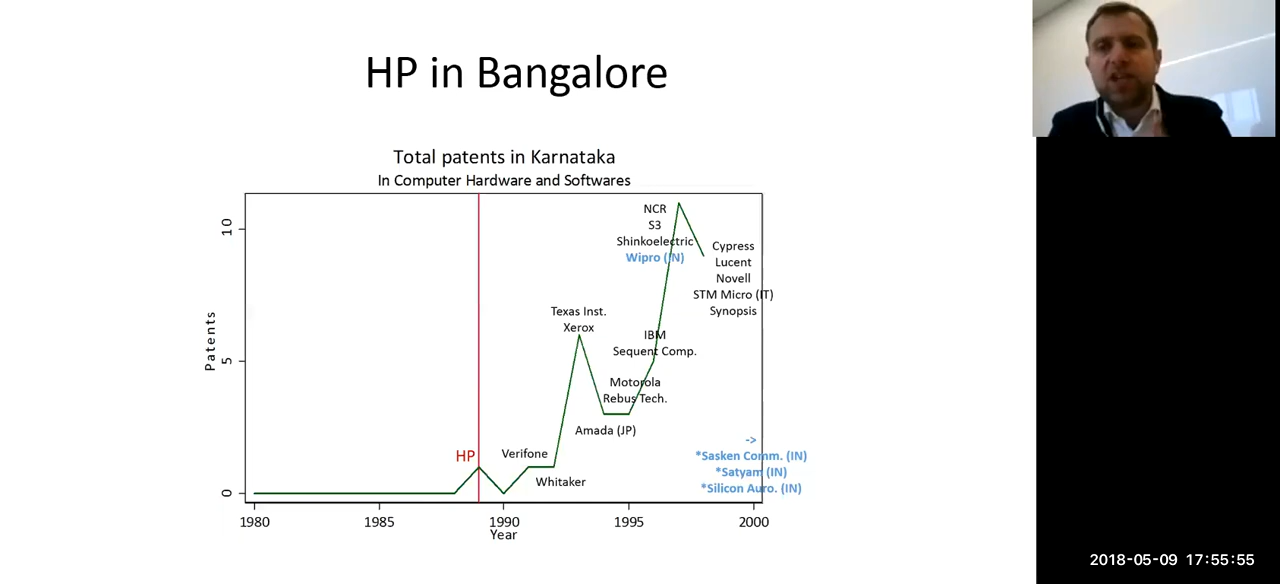 HP in Bangalore
Total patents in Karnataka
In Computer Hardware and Softwares
Patents
10
5
0
NCR
S3
Shinkoelectric
Wipro (IN)
Cypress
Lucent
Novell
STM Micro (IT)
Synopsis
Texas Inst.
Xerox
IBM
Sequent Comp.
Motorola
Rebus Tech.
Amada (JP)
HP
Verifone
Whitaker
->
*Sasken Comm. (IN)
*Satyam (IN)
*Silicon Auro. (IN)
1980
1985
1990
1995
2000
Year
2018-05-09 17:55:55